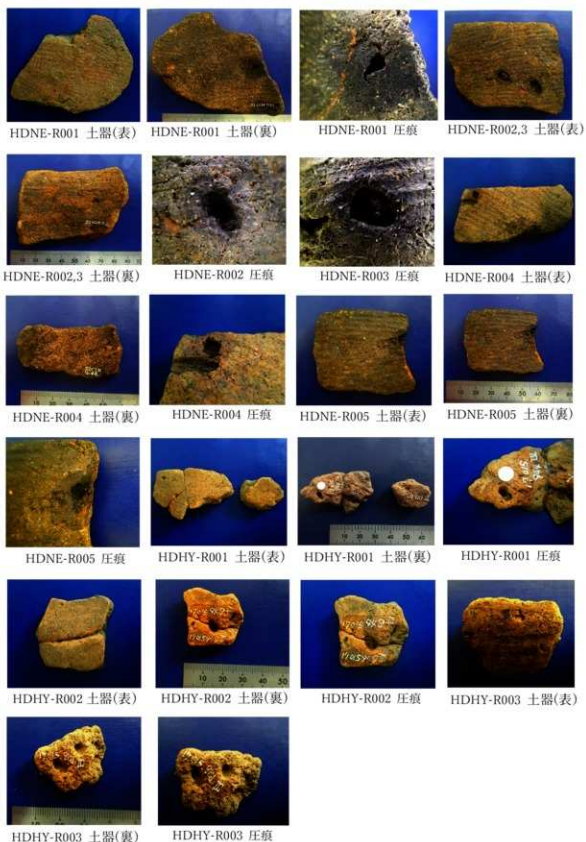 HDNE-R001 土器(表)
HDNE-R001 土器(裏)
HDNE-R001 圧痕
HDNE-R002,3 土器(表)
HDNE-R002,3 土器(裏)
HDNE-R002 圧痕
HDNE-R003 圧痕
HDNE-R004 土器(表)
HDNE-R004 土器(裏)
HDNE-R004 圧痕
HDNE-R005 土器(表)
HDNE-R005 土器(裏)
HDNE-R005 圧痕
HDHY-R001 土器(表)
HDHY-R001 土器(裏)
HDHY-R001 圧痕
HDHY-R002 土器(表)
HDHY-R002 土器(裏)
HDHY-R002 圧痕
HDHY-R003 土器(表)
HDHY-R003 土器(裏)
HDHY-R003 圧痕